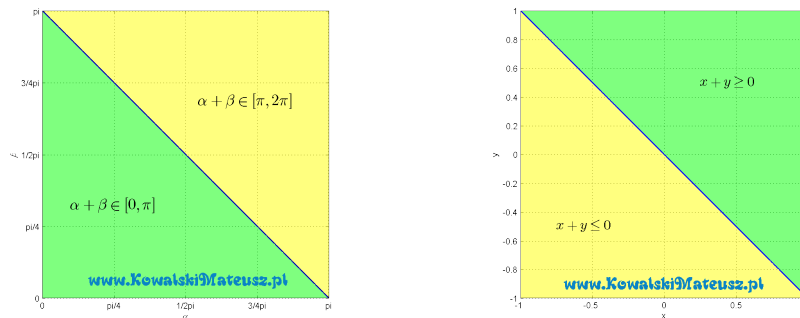 pi
3/4pi
1/2pi
pi/4
0
β
α + β ∈ [π, 2π]
α + β ∈ [0, π]
www.KowalskiMateusz.pl
0 pi/4 1/2pi 3/4pi pi
α
1
0.8
0.6
0.4
0.2
0
-0.2
-0.4
-0.6
-0.8
-1
y
x + y ≥ 0
x + y ≤ 0
www.KowalskiMateusz.pl
-1 -0.5 0 0.5
x